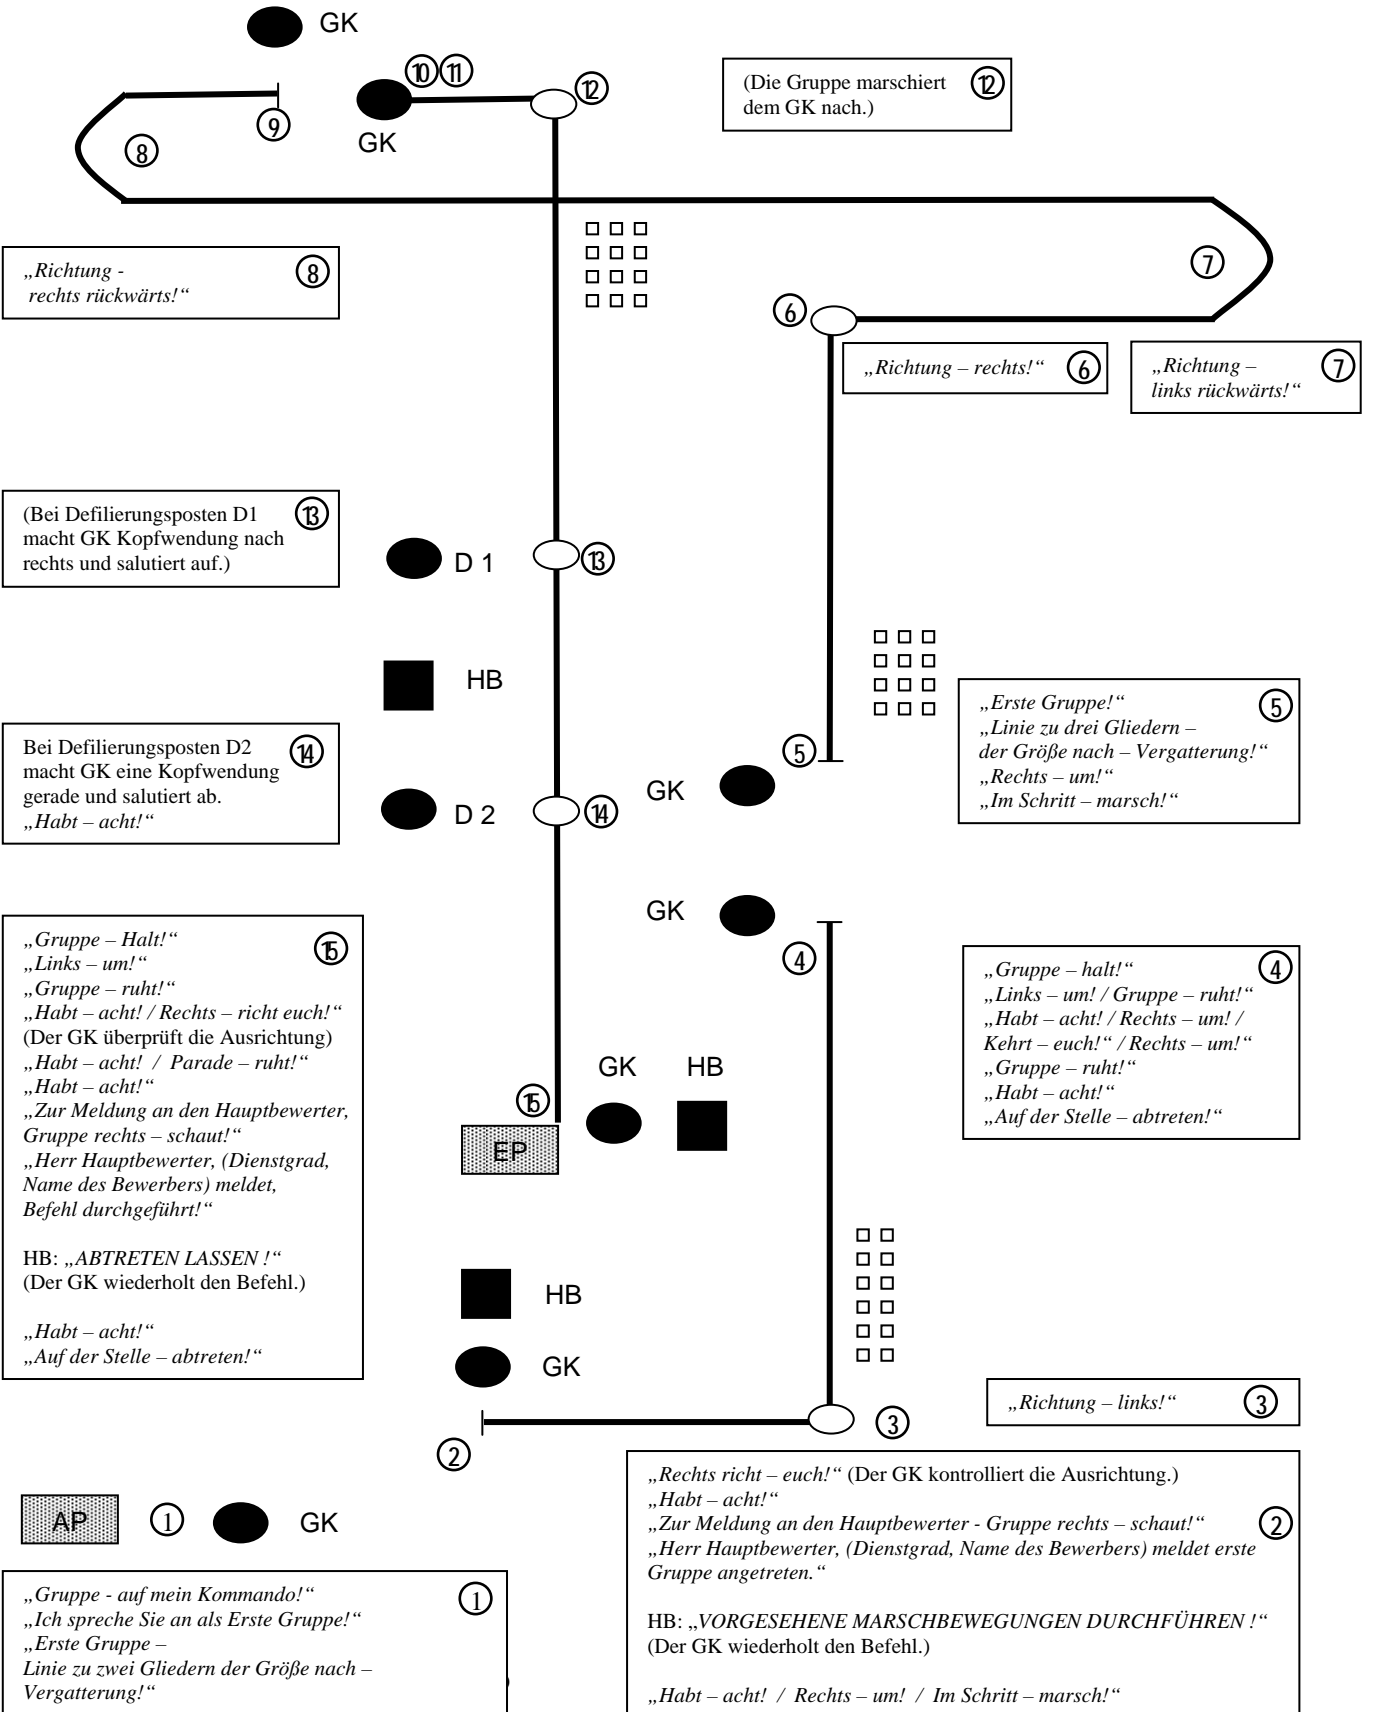 GK
⑩⑪
⑫
(Die Gruppe marschiert ⑫
dem GK nach.)
⑨
GK
⑧
⑦
„Richtung - ⑧
rechts rückwärts!“
⑥
„Richtung – rechts!“ ⑥
„Richtung – ⑦
links rückwärts!“
(Bei Defilierungsposten D1 ⑬
macht GK Kopfwendung nach
rechts und salutiert auf.)
D 1
⑬
HB
„Erste Gruppe!“ ⑤
„Linie zu drei Gliedern –
der Größe nach – Vergatterung!“
„Rechts – um!“
„Im Schritt – marsch!“
Bei Defilierungsposten D2 ⑭
macht GK eine Kopfwendung
gerade und salutiert ab.
„Habt – acht!“
⑤
GK
D 2
⑭
GK
④
„Gruppe – Halt!“ ⑮
„Links – um!“
„Gruppe – ruht!“
„Habt – acht! / Rechts – richt euch!“
(Der GK überprüft die Ausrichtung)
„Habt – acht! / Parade – ruht!“
„Habt – acht!“
„Zur Meldung an den Hauptbewerter,
Gruppe rechts – schaut!“
„Herr Hauptbewerter, (Dienstgrad,
Name des Bewerbers) meldet,
Befehl durchgeführt!“
HB: „ABTRETEN LASSEN !“
(Der GK wiederholt den Befehl.)
„Habt – acht!“
„Auf der Stelle – abtreten!“
„Gruppe – halt!“ ④
„Links – um! / Gruppe – ruht!“
„Habt – acht! / Rechts – um! /
Kehrt – euch!“ / Rechts – um!“
„Gruppe – ruht!“
„Habt – acht!“
„Auf der Stelle – abtreten!“
GK HB
⑮
EP
HB
GK
„Richtung – links!“ ③
③
②
AP ① GK
„Rechts richt – euch!“ (Der GK kontrolliert die Ausrichtung.)
„Habt – acht!“
„Zur Meldung an den Hauptbewerter - Gruppe rechts – schaut!“ ②
„Herr Hauptbewerter, (Dienstgrad, Name des Bewerbers) meldet erste
Gruppe angetreten.“
HB: „VORGESEHENE MARSCHBEWEGUNGEN DURCHFÜHREN !“
(Der GK wiederholt den Befehl.)
„Habt – acht! / Rechts – um! / Im Schritt – marsch!“
„Gruppe - auf mein Kommando!“ ①
„Ich spreche Sie an als Erste Gruppe!“
„Erste Gruppe –
Linie zu zwei Gliedern der Größe nach –
Vergatterung!“